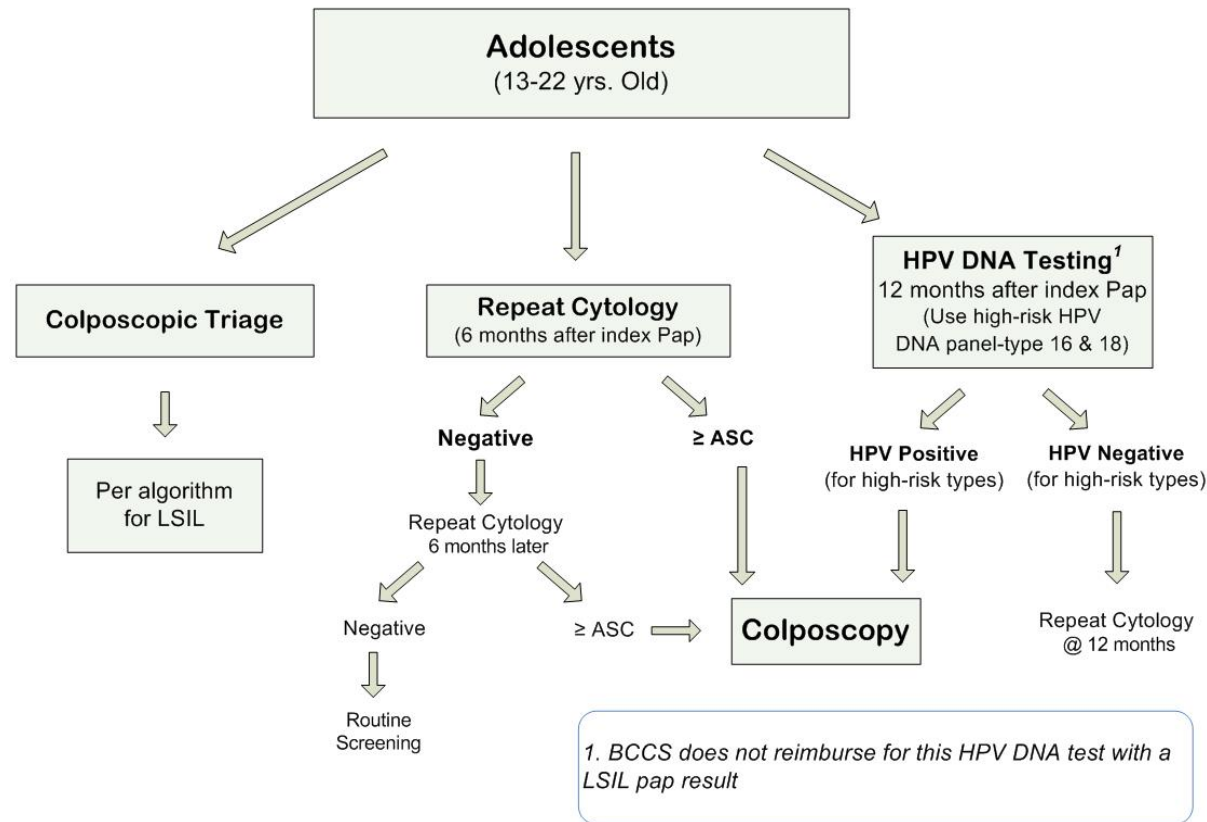 Adolescents
(13-22 yrs. Old)
Colposcopic Triage
Per algorithm
for LSIL
Repeat Cytology
(6 months after index Pap)
Negative
≥ ASC
Repeat Cytology
6 months later
Negative
≥ ASC
Routine
Screening
Colposcopy
HPV DNA Testing1
12 months after index Pap
(Use high-risk HPV
DNA panel-type 16 & 18)
HPV Positive
(for high-risk types)
HPV Negative
(for high-risk types)
Repeat Cytology
@ 12 months
1. BCCS does not reimburse for this HPV DNA test with a
LSIL pap result